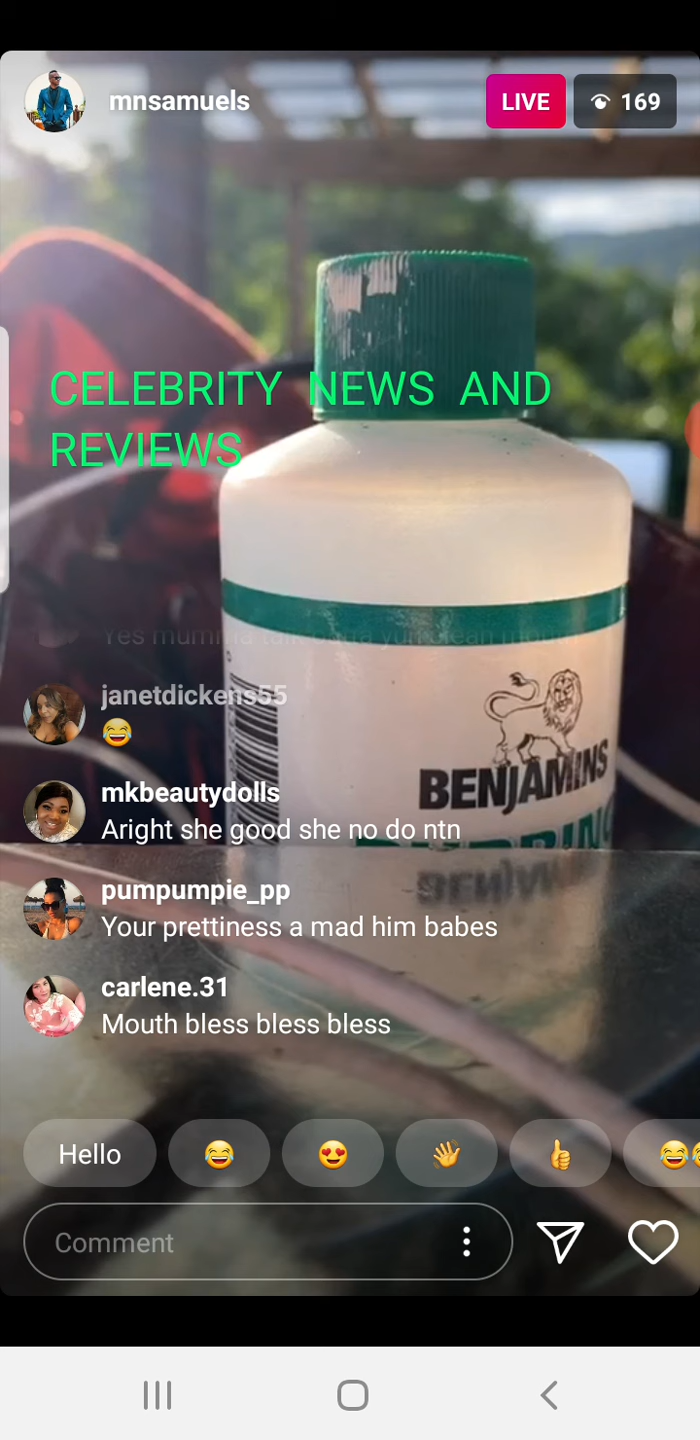 mnsamuels
LIVE
169
CELEBRITY NEWS AND
REVIEWS
janetdickens55
😂
BENJAMINS
mkbeautydolls
Aright she good she no do ntn
pumpumpie_pp
Your prettiness a mad him babes
carlene.31
Mouth bless bless bless
Hello 😂 😍 👋 👍 😂
Comment